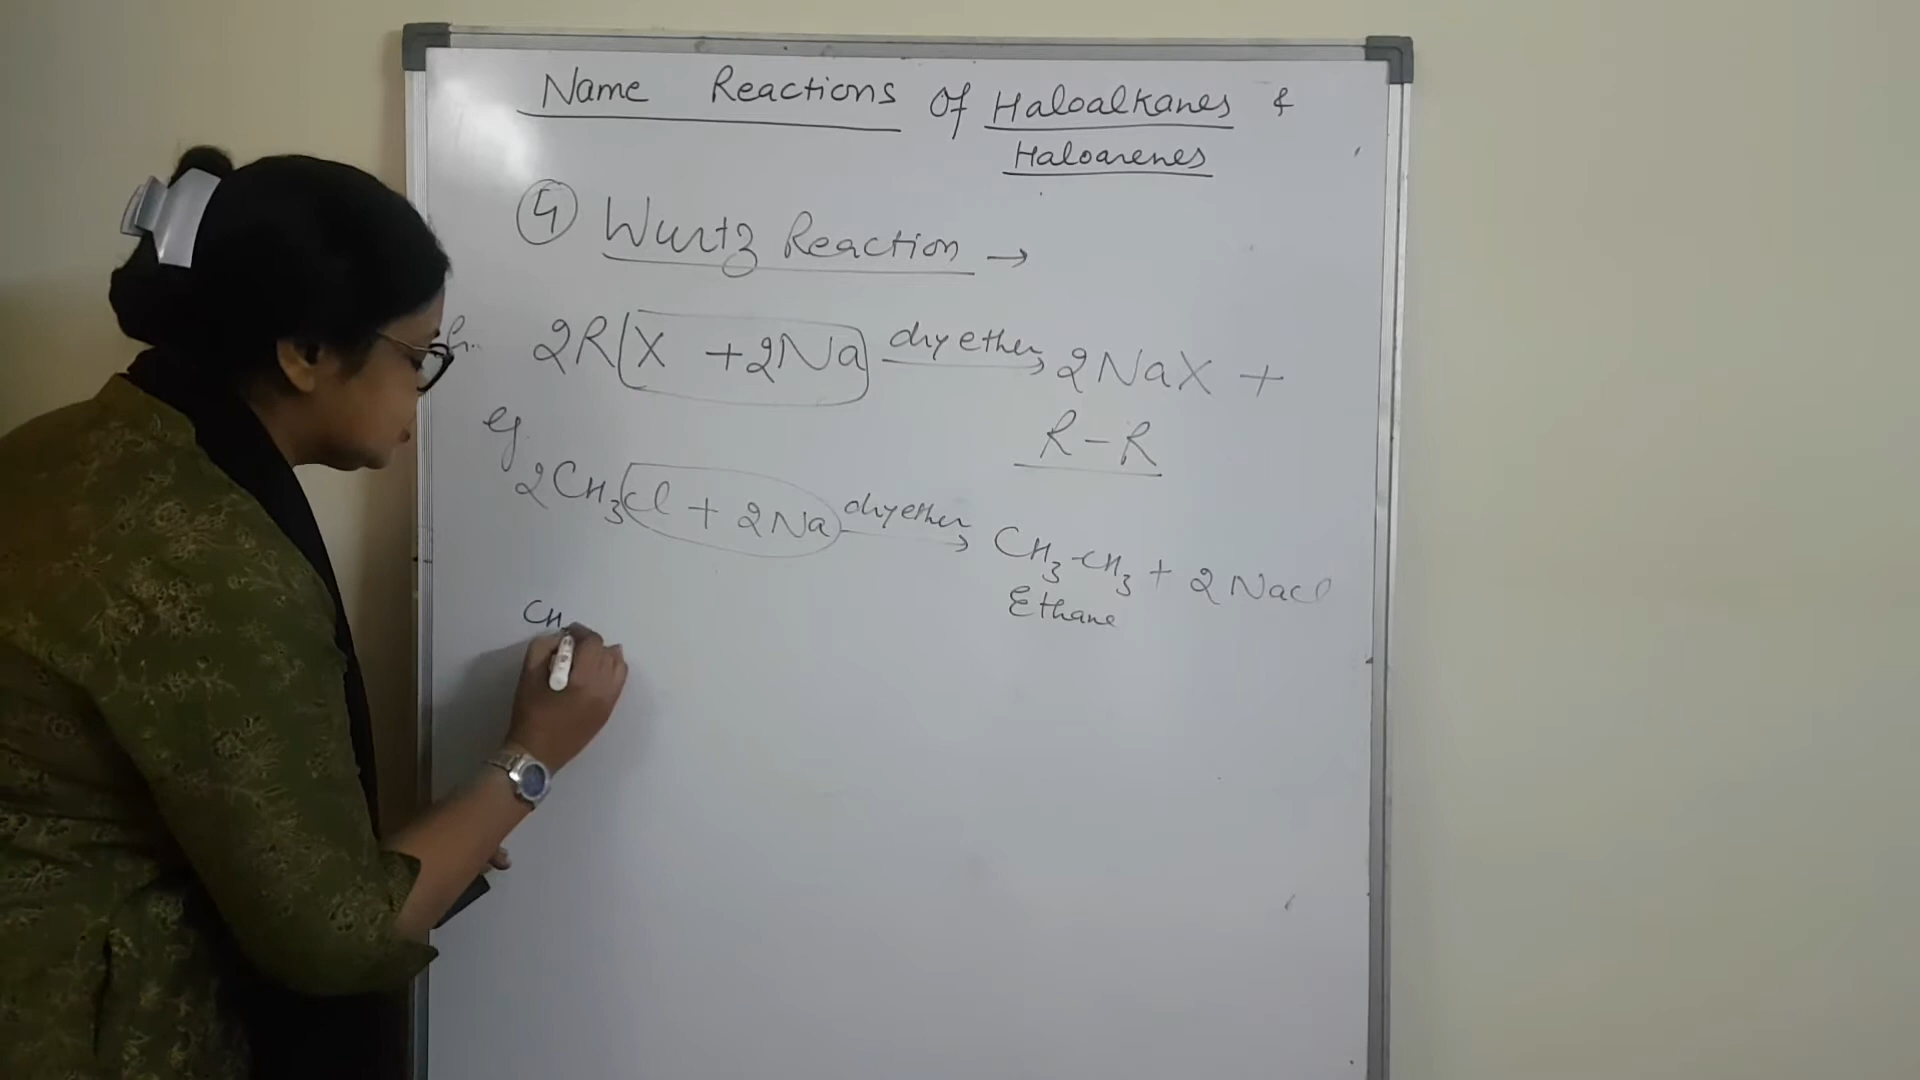 Name Reactions Of Haloalkanes &
Haloarenes
④ Wurtz Reaction →
2RX + 2Na dry ether → 2NaX +
R-R
eg
2CH₃Cl + 2Na dry ether → CH₃-CH₃ + 2NaCl
Ethane
CH